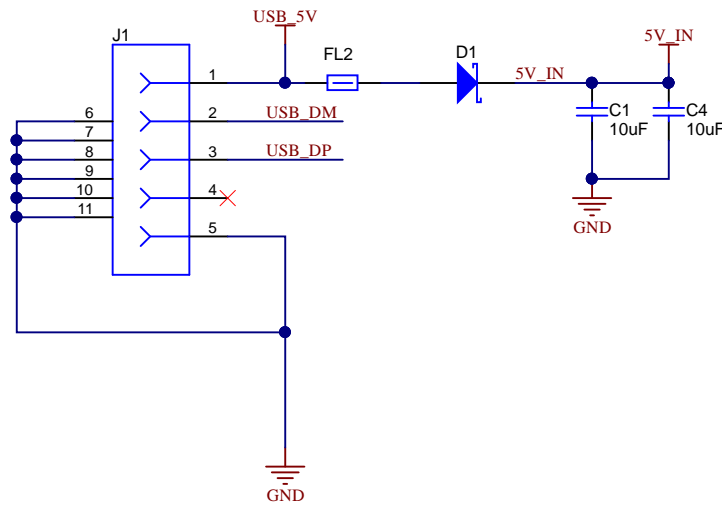 USB_5V
J1
FL2
D1
5V_IN
5V_IN
1
2
USB_DM
3
USB_DP
4
5
6
7
8
9
10
11
C1
10uF
C4
10uF
GND
GND